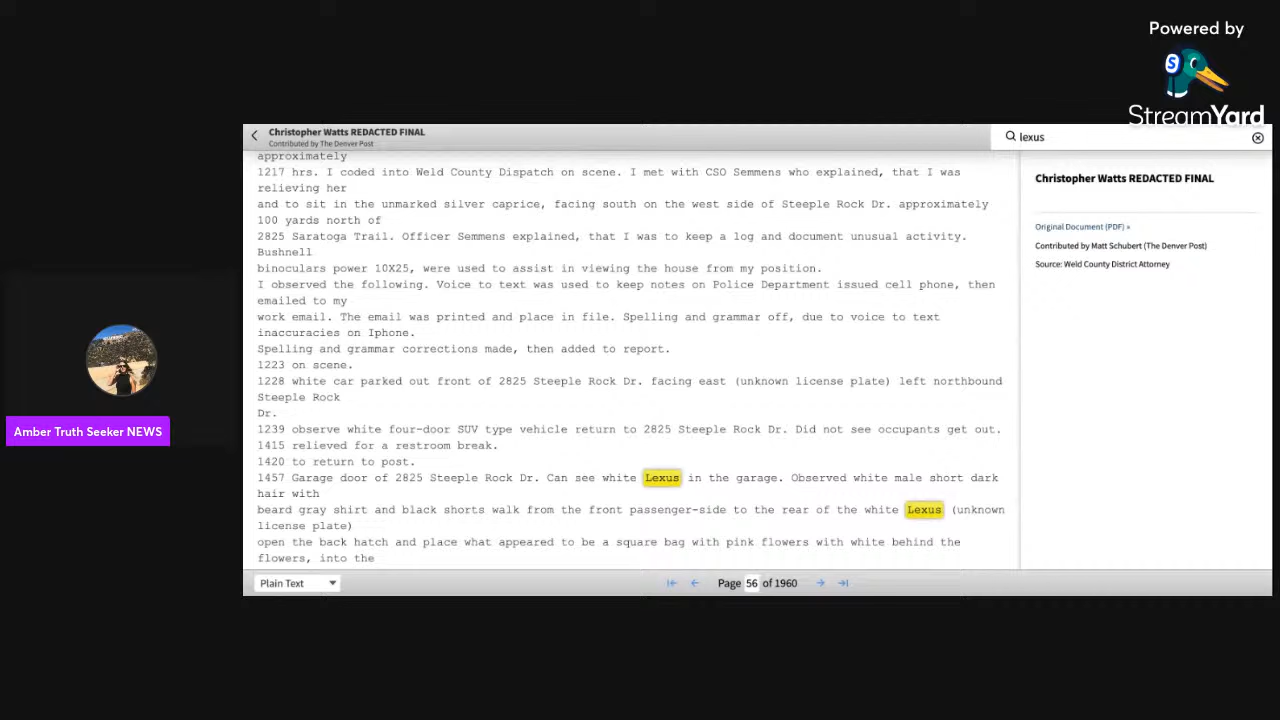 Powered by
S
StreamYard
Christopher Watts REDACTED FINAL
Contributed by The Denver Post
lexus
approximately
1217 hrs. I coded into Weld County Dispatch on scene. I met with CSO Semmens who explained, that I was
relieving her
and to sit in the unmarked silver caprice, facing south on the west side of Steeple Rock Dr. approximately
100 yards north of
2825 Saratoga Trail. Officer Semmens explained, that I was to keep a log and document unusual activity.
Bushnell
binoculars power 10X25, were used to assist in viewing the house from my position.
I observed the following. Voice to text was used to keep notes on Police Department issued cell phone, then
emailed to my
work email. The email was printed and place in file. Spelling and grammar off, due to voice to text
inaccuracies on Iphone.
Spelling and grammar corrections made, then added to report.
1223 on scene.
1228 white car parked out front of 2825 Steeple Rock Dr. facing east (unknown license plate) left northbound
Steeple Rock
Dr.
1239 observe white four-door SUV type vehicle return to 2825 Steeple Rock Dr. Did not see occupants get out.
1415 relieved for a restroom break.
1420 to return to post.
1457 Garage door of 2825 Steeple Rock Dr. Can see white Lexus in the garage. Observed white male short dark
hair with
beard gray shirt and black shorts walk from the front passenger-side to the rear of the white Lexus (unknown
license plate)
open the back hatch and place what appeared to be a square bag with pink flowers with white behind the
flowers, into the
Christopher Watts REDACTED FINAL
Original Document (PDF) »
Contributed by Matt Schubert (The Denver Post)
Source: Weld County District Attorney
Plain Text
Page 56 of 1960
Amber Truth Seeker NEWS